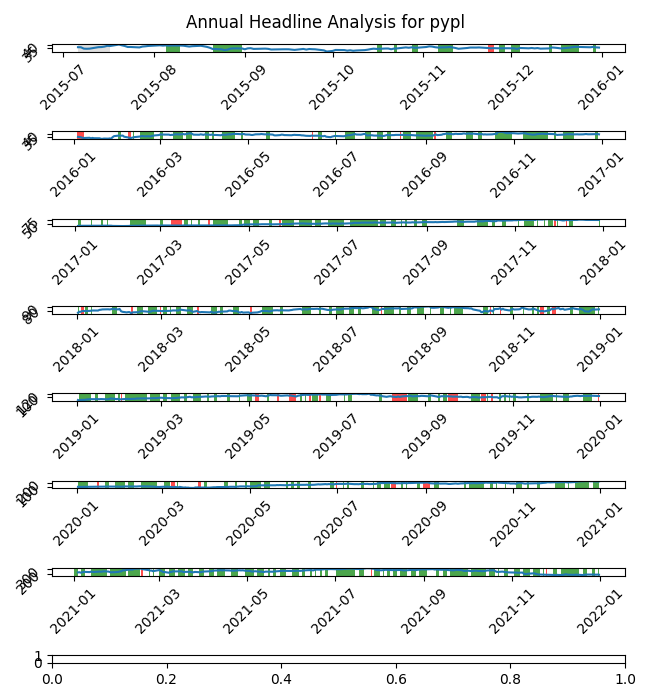 Annual Headline Analysis for pypl
2015-07 2015-08 2015-09 2015-10 2015-11 2015-12 2016-01
2016-01 2016-03 2016-05 2016-07 2016-09 2016-11 2017-01
2017-01 2017-03 2017-05 2017-07 2017-09 2017-11 2018-01
2018-01 2018-03 2018-05 2018-07 2018-09 2018-11 2019-01
2019-01 2019-03 2019-05 2019-07 2019-09 2019-11 2020-01
2020-01 2020-03 2020-05 2020-07 2020-09 2020-11 2021-01
2021-01 2021-03 2021-05 2021-07 2021-09 2021-11 2022-01
1
0
0.0 0.2 0.4 0.6 0.8 1.0